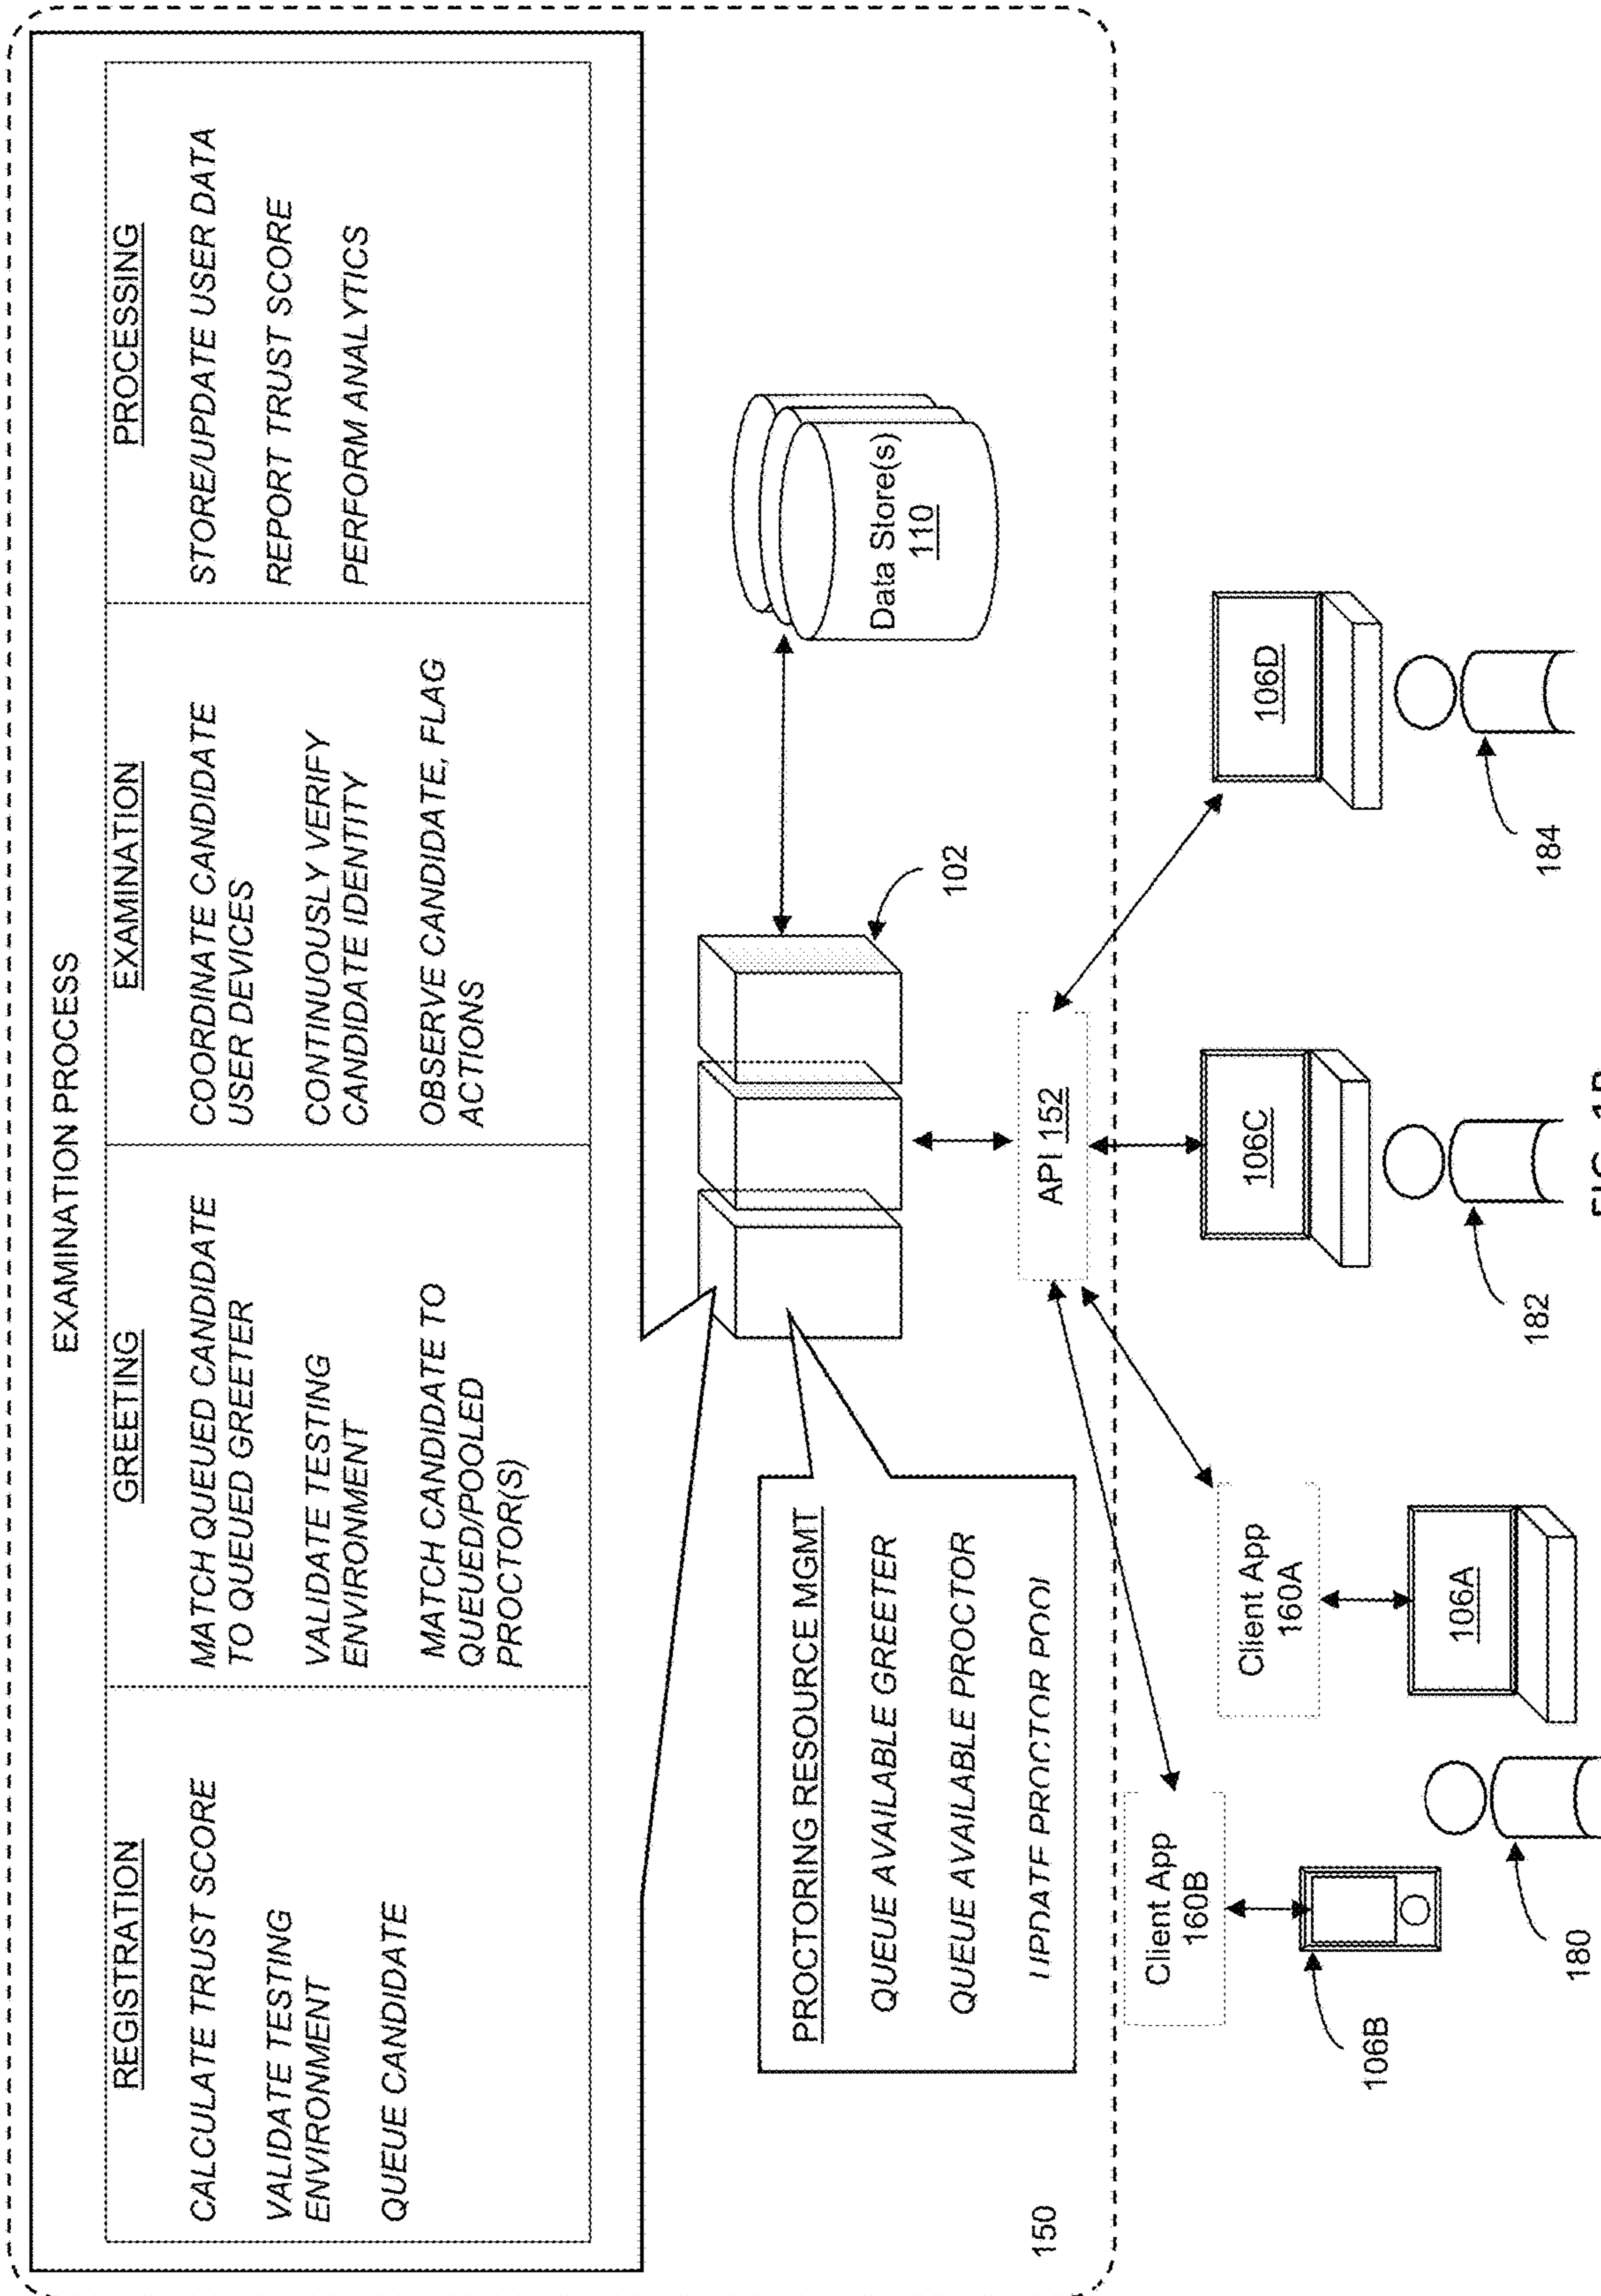 EXAMINATION PROCESS
REGISTRATION
CALCULATE TRUST SCORE
VALIDATE TESTING
ENVIRONMENT
QUEUE CANDIDATE
GREETING
MATCH QUEUED CANDIDATE
TO QUEUED GREETER
VALIDATE TESTING
ENVIRONMENT
MATCH CANDIDATE TO
QUEUED/POOLED
PROCTOR(S)
EXAMINATION
COORDINATE CANDIDATE
USER DEVICES
CONTINUOUSLY VERIFY
CANDIDATE IDENTITY
OBSERVE CANDIDATE, FLAG
ACTIONS
PROCESSING
STORE/UPDATE USER DATA
REPORT TRUST SCORE
PERFORM ANALYTICS
PROCTORING RESOURCE MGMT
QUEUE AVAILABLE GREETER
QUEUE AVAILABLE PROCTOR
UPDATE PROCTOR POOL
102
Data Store(s)
110
150
API 152
Client App
160B
Client App
160A
106B
106A
106C
106D
180
182
184